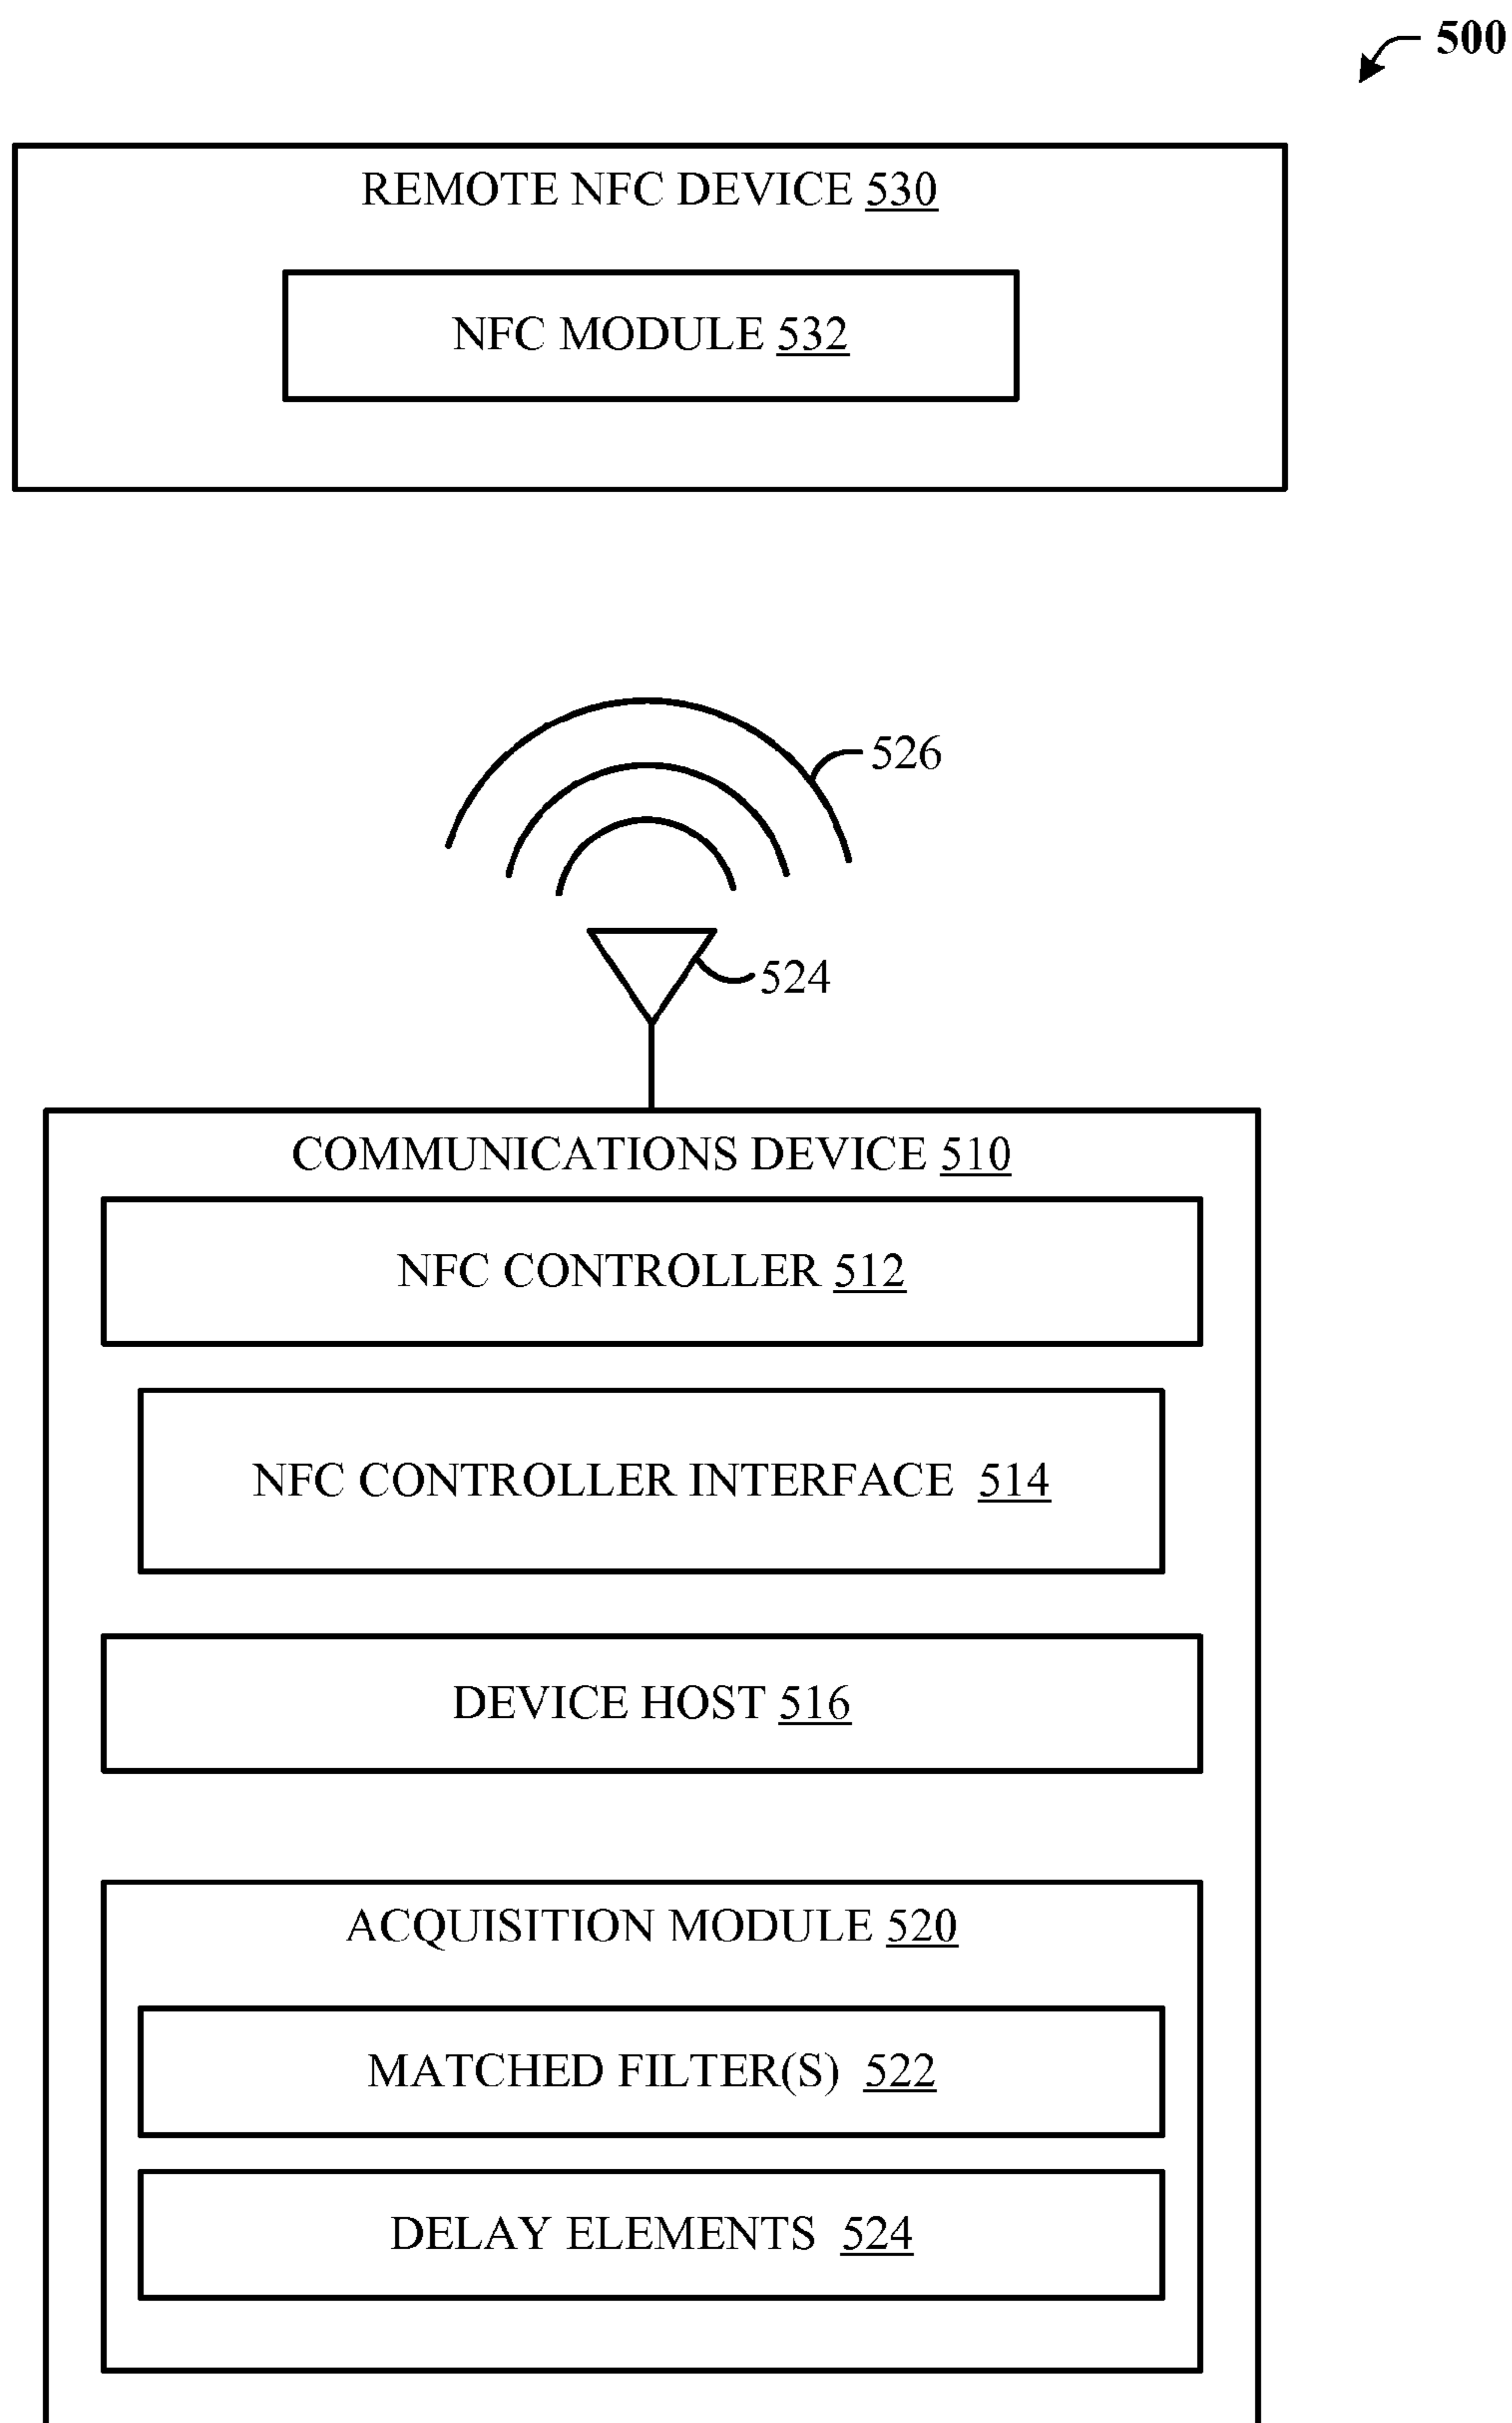 500
REMOTE NFC DEVICE 530
NFC MODULE 532
526
524
COMMUNICATIONS DEVICE 510
NFC CONTROLLER 512
NFC CONTROLLER INTERFACE 514
DEVICE HOST 516
ACQUISITION MODULE 520
MATCHED FILTER(S) 522
DELAY ELEMENTS 524